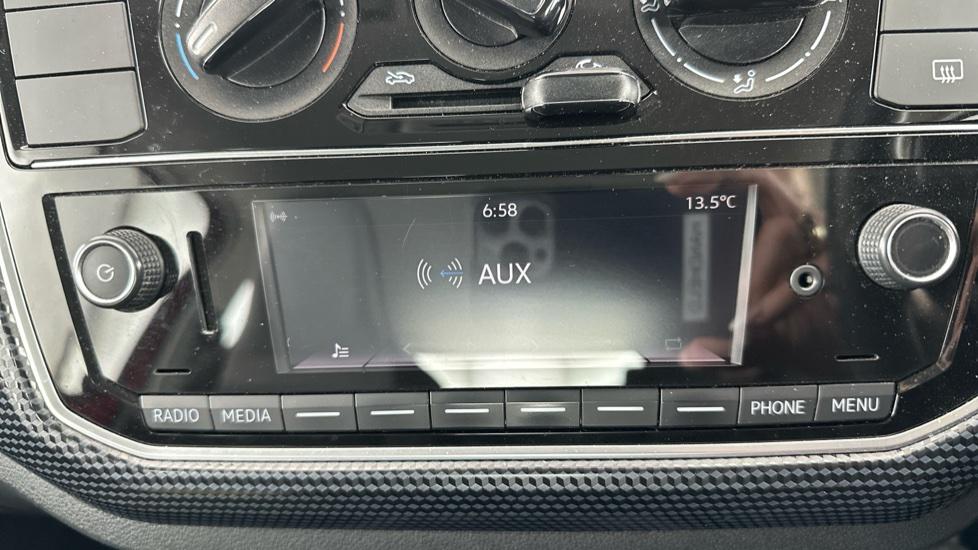 6:58
13.5°C
AUX
RADIO
MEDIA
PHONE
MENU